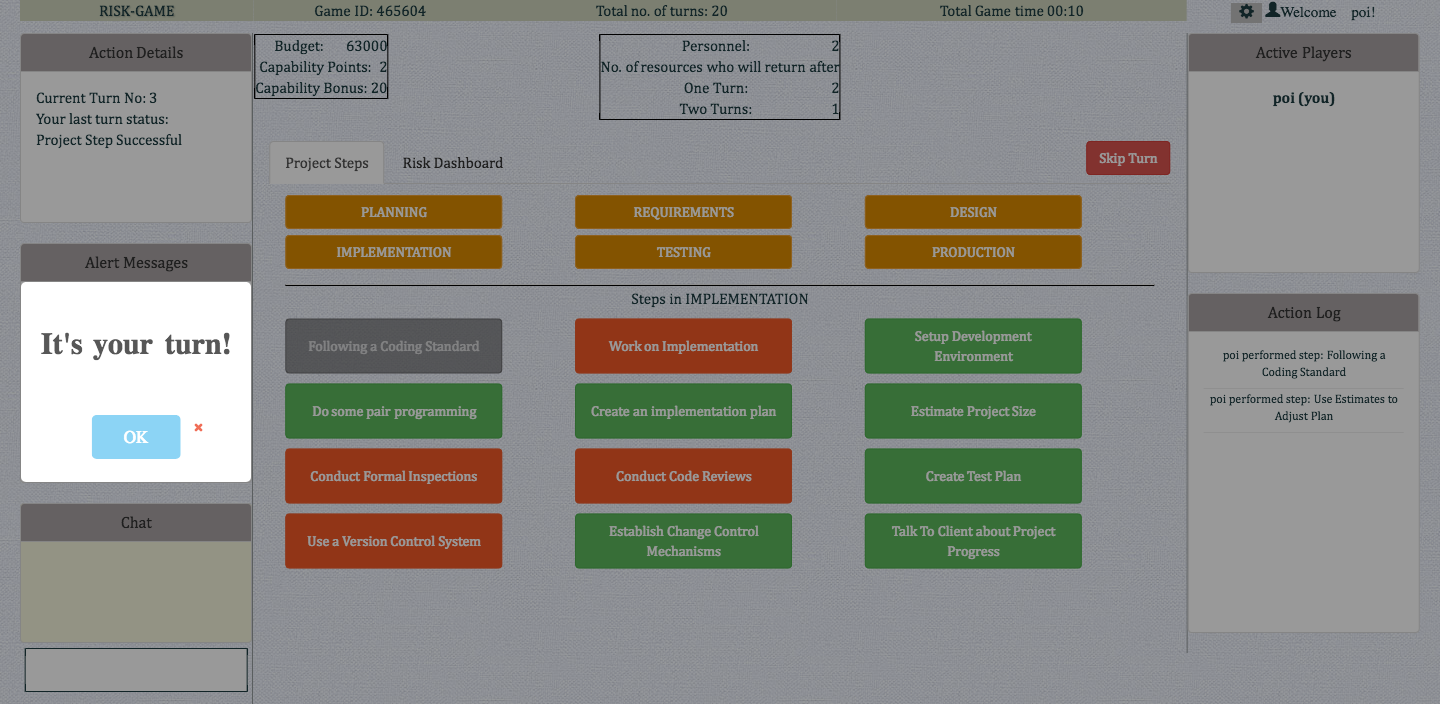 RISK-GAME
Game ID: 465604
Total no. of turns: 20
Total Game time 00:10
Welcome poi!
Action Details
Current Turn No: 3
Your last turn status:
Project Step Successful
Budget: 63000
Capability Points: 2
Capability Bonus: 20
Personnel: 2
No. of resources who will return after
One Turn: 2
Two Turns: 1
Active Players
poi (you)
Project Steps
Risk Dashboard
Skip Turn
PLANNING
REQUIREMENTS
DESIGN
IMPLEMENTATION
TESTING
PRODUCTION
Steps in IMPLEMENTATION
Following a Coding Standard
Work on Implementation
Setup Development
Environment
Do some pair programming
Create an implementation plan
Estimate Project Size
Conduct Formal Inspections
Conduct Code Reviews
Create Test Plan
Use a Version Control System
Establish Change Control
Mechanisms
Talk To Client about Project
Progress
Alert Messages
It's your turn!
OK
Chat
Action Log
poi performed step: Following a
Coding Standard
poi performed step: Use Estimates to
Adjust Plan